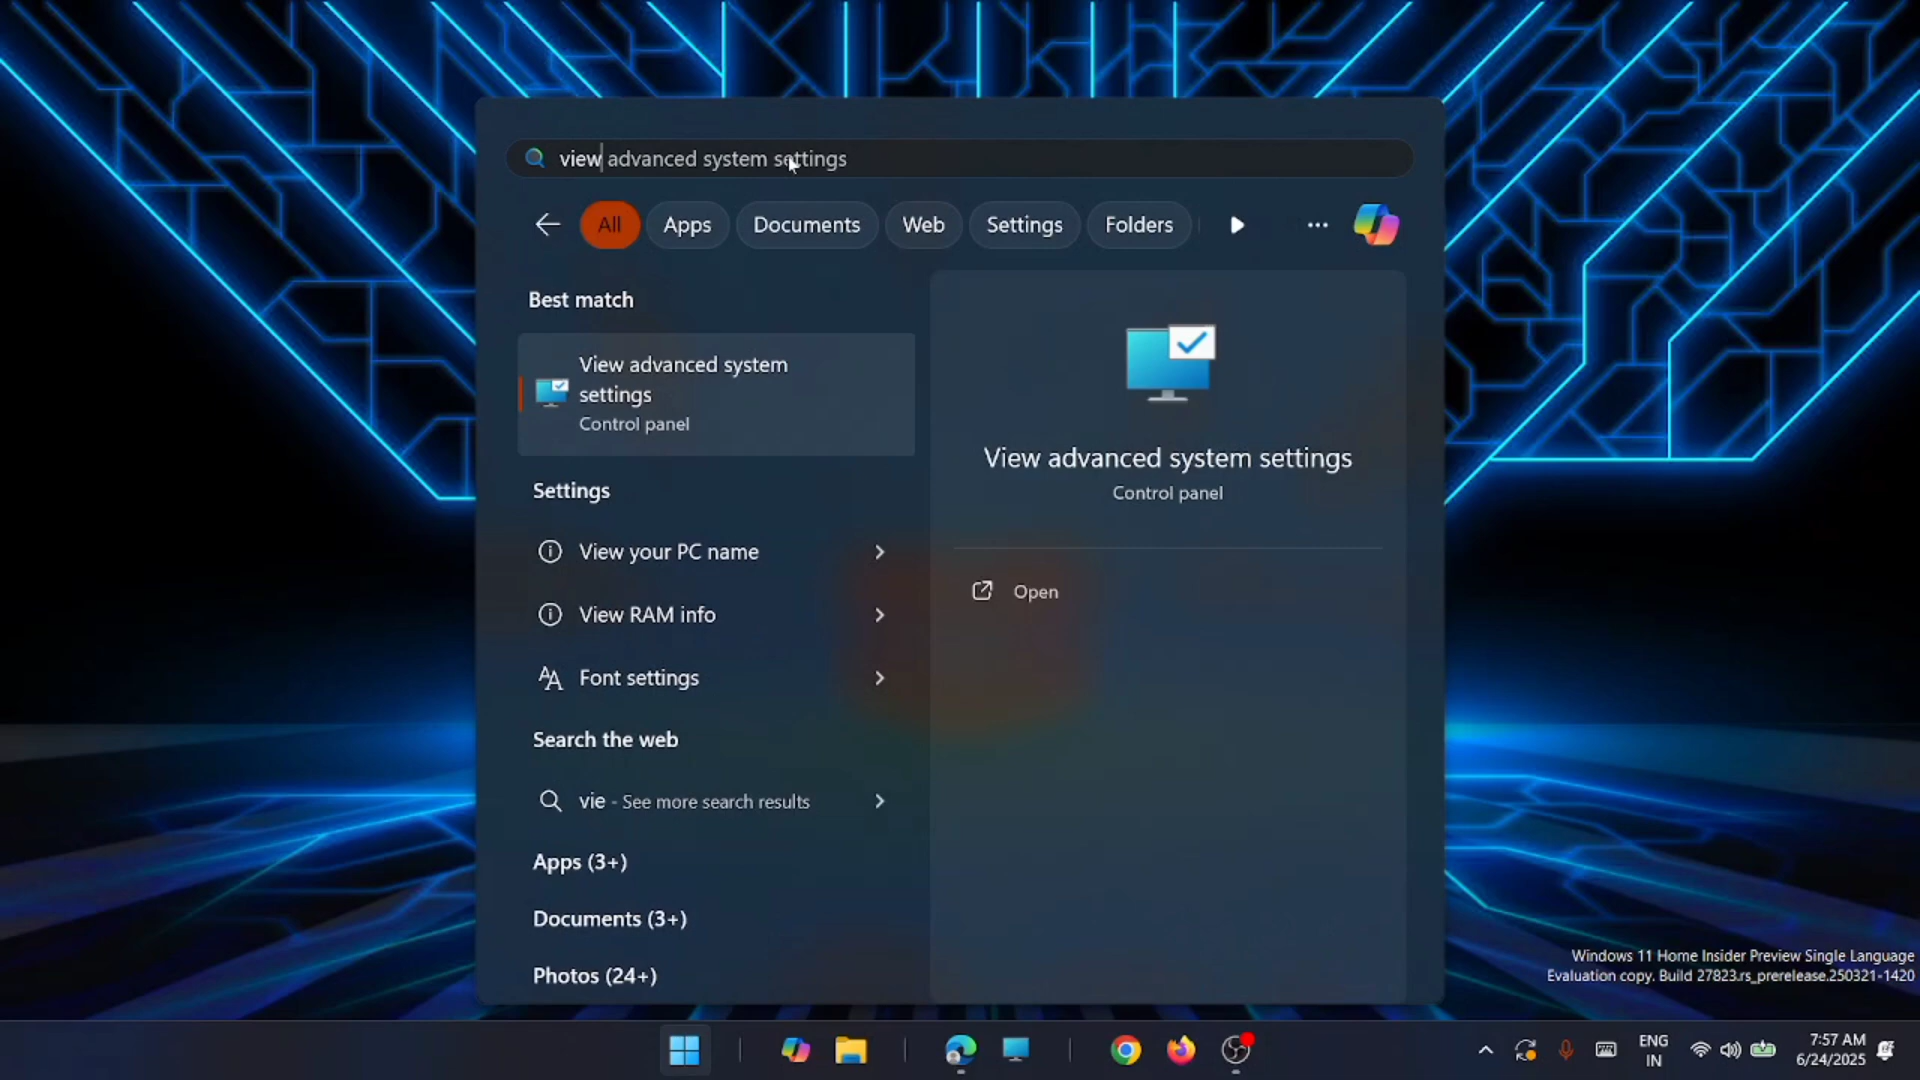 view advanced system settings
All Apps Documents Web Settings Folders
Best match
View advanced system
settings
Control panel
View advanced system settings
Control panel
Open
Settings
View your PC name
View RAM info
Font settings
Search the web
vie - See more search results
Apps (3+)
Documents (3+)
Photos (24+)
Windows 11 Home Insider Preview Single Language
Evaluation copy. Build 27823.rs_prerelease.250321-1420
ENG
IN
7:57 AM
6/24/2025